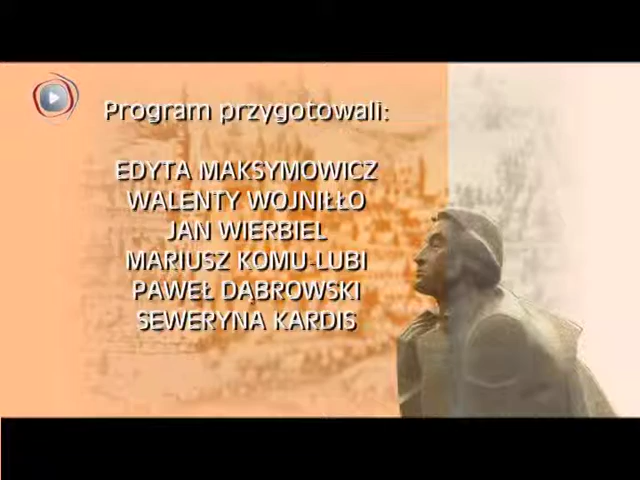 Program przygotowali:
EDYTA MAKSYMOWICZ
WALENTY WOJNIŁŁO
JAN WIERBIEL
MARIUSZ KOMU-LUBI
PAWEŁ DĄBROWSKI
SEWERYNA KARDIS